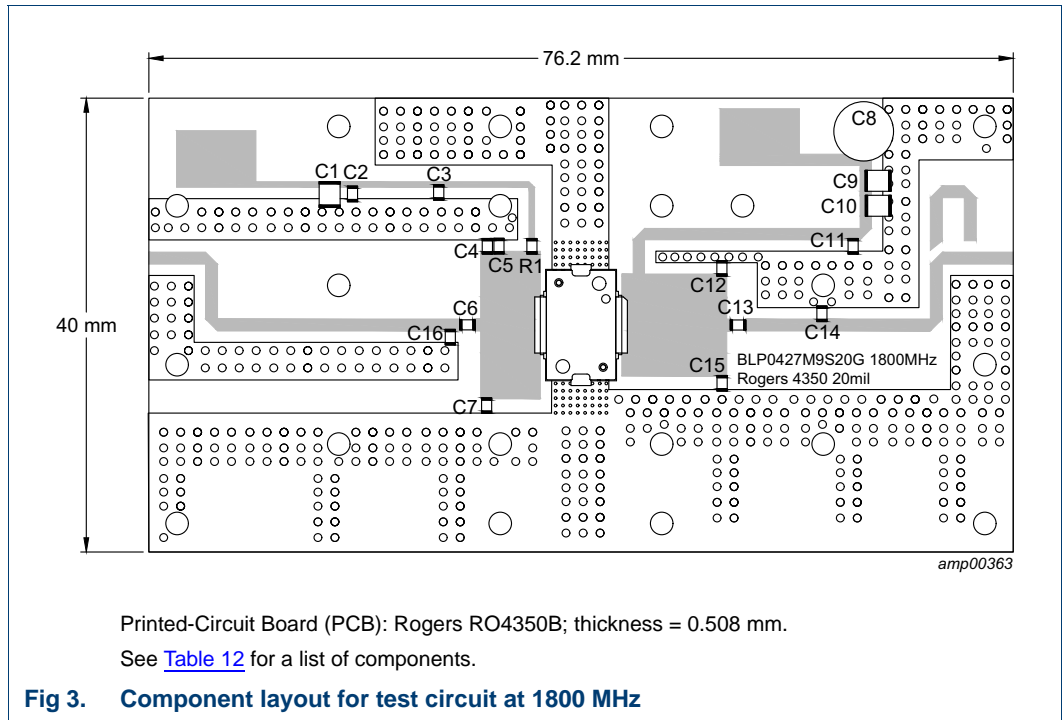 76.2 mm
40 mm
C8
C1
C2
C3
C9
C10
C4
C5
R1
C11
C12
C6
C13
C16
C14
C15
BLP0427M9S20G 1800MHz
Rogers 4350 20mil
C7
amp00363
Printed-Circuit Board (PCB): Rogers RO4350B; thickness = 0.508 mm.
See Table 12 for a list of components.
Fig 3. Component layout for test circuit at 1800 MHz